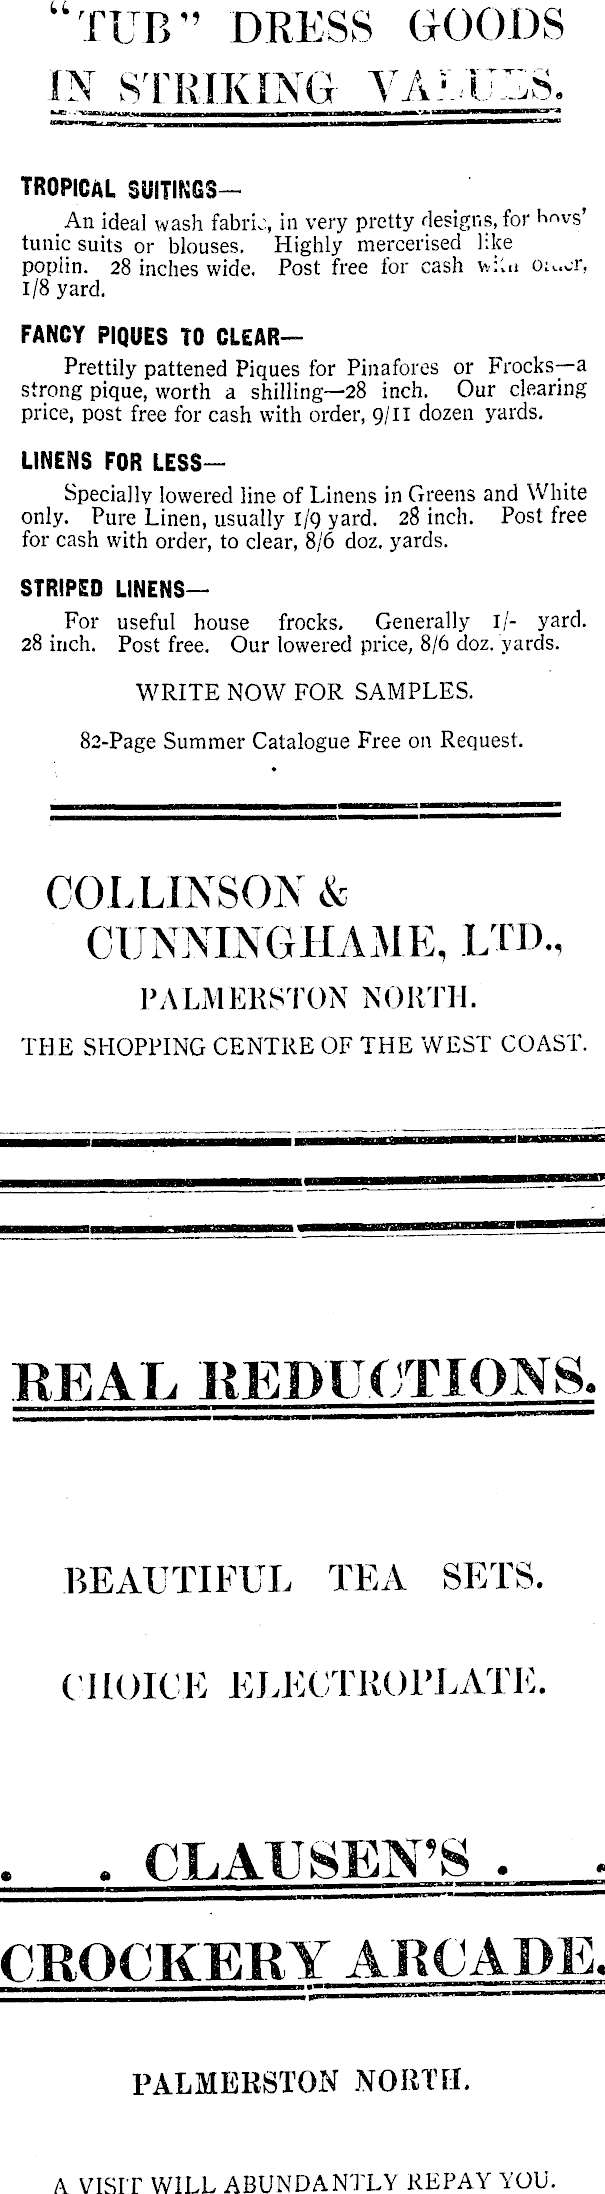 "TUB" DRESS GOODS
IN STRIKING VALUES.
TROPICAL SUITINGS—
An ideal wash fabric, in very pretty designs, for boys'
tunic suits or blouses. Highly mercerised like
poplin. 28 inches wide. Post free for cash with order,
1/8 yard.
FANCY PIQUES TO CLEAR—
Prettily pattened Piques for Pinafores or Frocks—a
strong pique, worth a shilling—28 inch. Our clearing
price, post free for cash with order, 9/11 dozen yards.
LINENS FOR LESS—
Specially lowered line of Linens in Greens and White
only. Pure Linen, usually 1/9 yard. 28 inch. Post free
for cash with order, to clear, 8/6 doz. yards.
STRIPED LINENS—
For useful house frocks. Generally 1/- yard.
28 inch. Post free. Our lowered price, 8/6 doz. yards.
WRITE NOW FOR SAMPLES.
82-Page Summer Catalogue Free on Request.
COLLINSON &
CUNNINGHAME, LTD.,
PALMERSTON NORTH.
THE SHOPPING CENTRE OF THE WEST COAST.
REAL REDUCTIONS.
BEAUTIFUL TEA SETS.
CHOICE ELECTROPLATE.
. . CLAUSEN'S . .
CROCKERY ARCADE.
PALMERSTON NORTH.
A VISIT WILL ABUNDANTLY REPAY YOU.